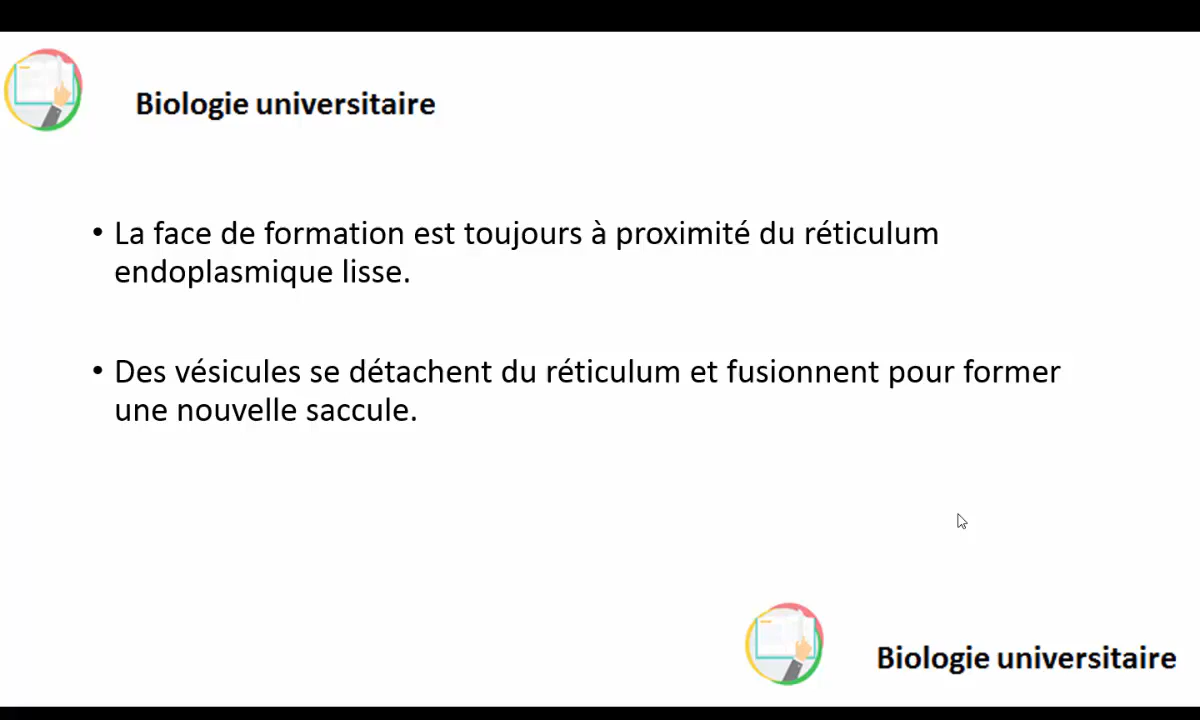 Biologie universitaire
• La face de formation est toujours à proximité du réticulum
endoplasmique lisse.
• Des vésicules se détachent du réticulum et fusionnent pour former
une nouvelle saccule.
Biologie universitaire